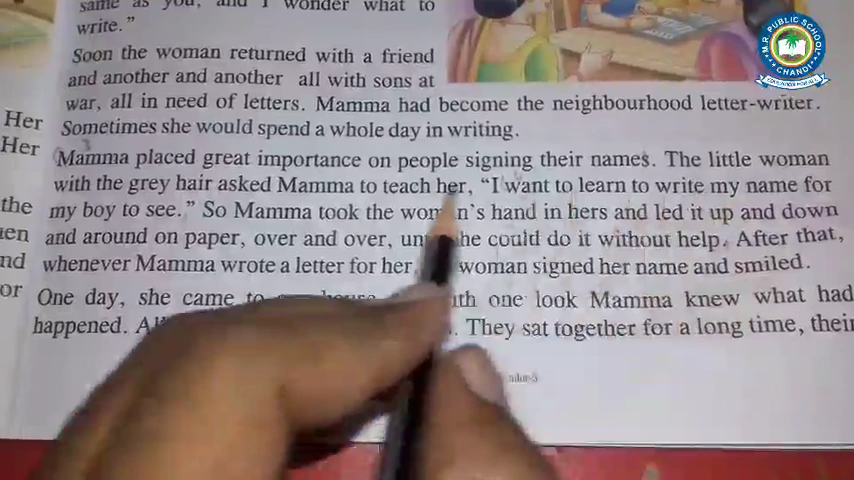 same as you, and I wonder what to
write."
Soon the woman returned with a friend
and another and another all with sons at
war, all in need of letters. Mamma had become the neighbourhood letter-writer.
Sometimes she would spend a whole day in writing.
Mamma placed great importance on people signing their names. The little woman
with the grey hair asked Mamma to teach her, "I want to learn to write my name for
my boy to see." So Mamma took the woman's hand in hers and led it up and down
and around on paper, over and over, she could do it without help. After that,
whenever Mamma wrote a letter for her, woman signed her name and smiled.
One day, she came to one look Mamma knew what had
happened. They sat together for a long time, their
Her
Her
the
nd
or
M.R. PUBLIC SCHOOL
CHANDI